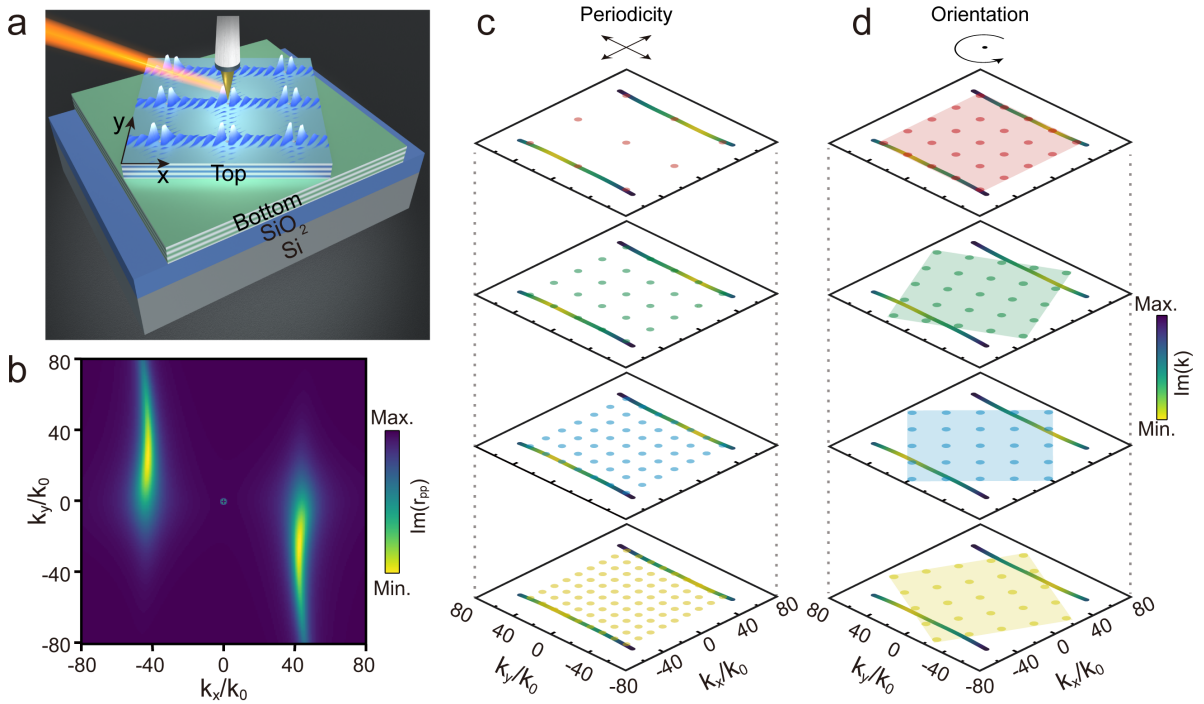 a
y
x
Top
Bottom
SiO2
Si
b
80
40
0
-40
-80
ky/k0
-80
-40
0
40
80
kx/k0
Max.
Im(rpp)
Min.
c
Periodicity
80
40
0
-40
-80
ky/k0
-40
0
40
80
kx/k0
d
Orientation
80
40
0
-40
-80
ky/k0
-40
0
40
80
kx/k0
Max.
Im(k)
Min.